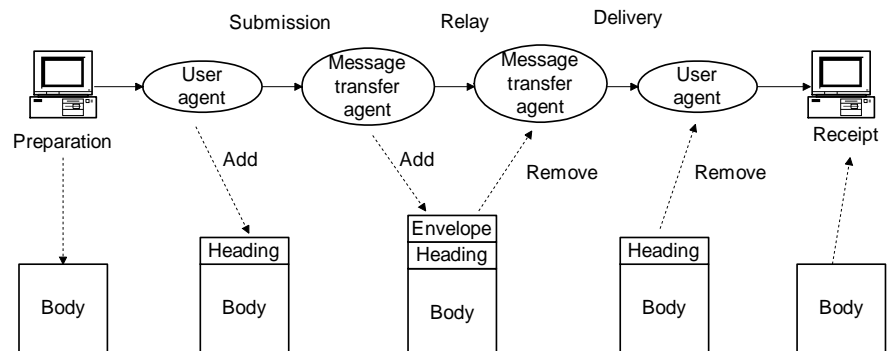 Submission
Relay
Delivery
User
agent
Message
transfer
agent
Message
transfer
agent
User
agent
Preparation
Receipt
Add
Add
Remove
Remove
Body
Heading
Body
Envelope
Heading
Body
Heading
Body
Body